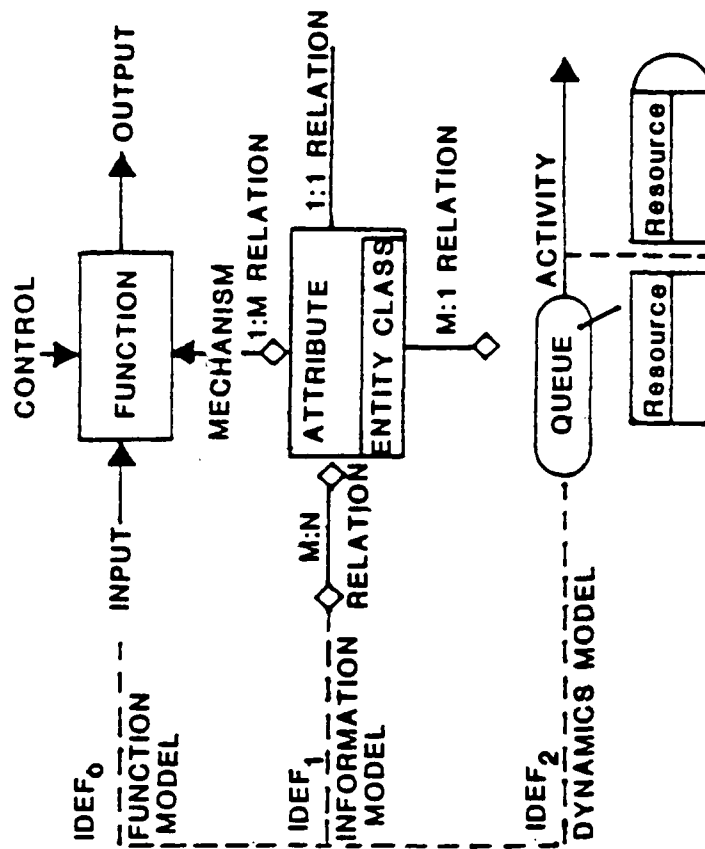 IDEF0
FUNCTION
MODEL
INPUT
CONTROL
FUNCTION
MECHANISM
OUTPUT
IDEF1
INFORMATION
MODEL
M:N
RELATION
1:M RELATION
ATTRIBUTE
ENTITY CLASS
1:1 RELATION
M:1 RELATION
IDEF2
DYNAMICS MODEL
QUEUE
ACTIVITY
Resource
Resource